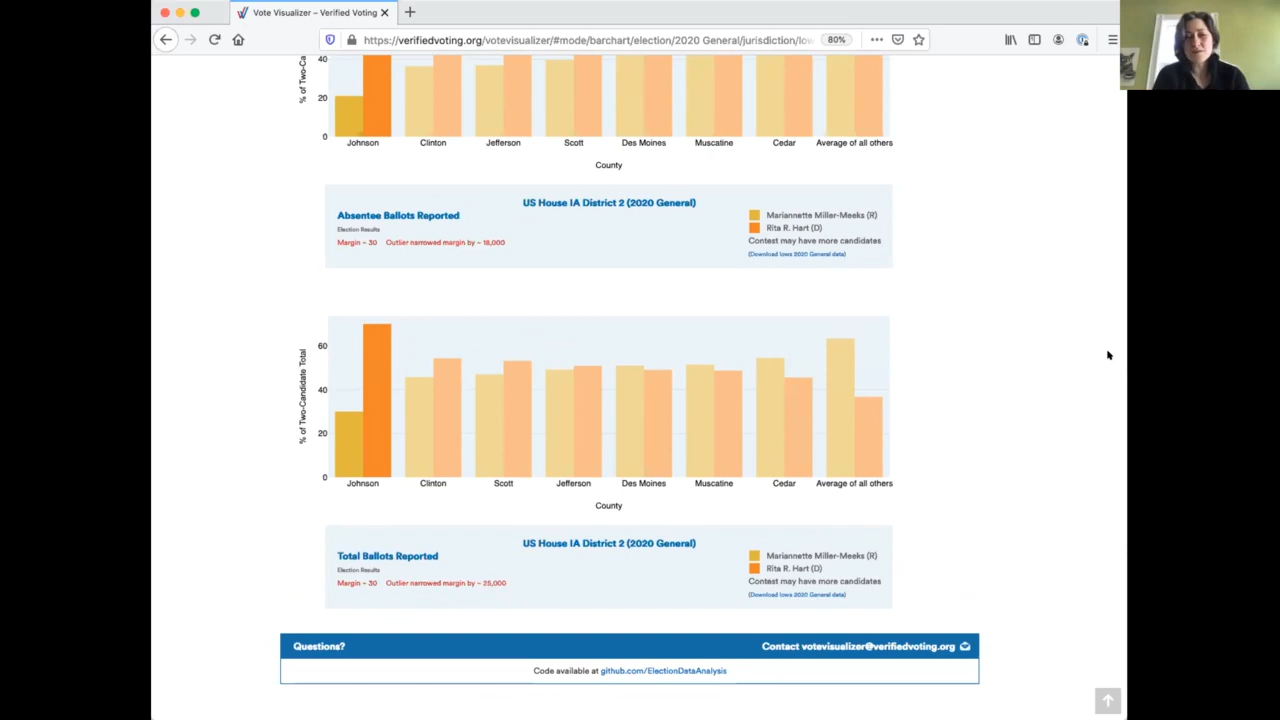 Vote Visualizer – Verified Voting
https://verifiedvoting.org/votevisualizer/#mode/barchart/election/2020 General/jurisdiction/Iow
80%
% of Two-Ca
40
20
0
Johnson Clinton Jefferson Scott Des Moines Muscatine Cedar Average of all others
County
US House IA District 2 (2020 General)
Absentee Ballots Reported
Election Results
Margin ~ 30 Outlier narrowed margin by ~ 18,000
Mariannette Miller-Meeks (R)
Rita R. Hart (D)
Contest may have more candidates
(Download Iowa 2020 General data)
% of Two-Candidate Total
60
40
20
0
Johnson Clinton Scott Jefferson Des Moines Muscatine Cedar Average of all others
County
US House IA District 2 (2020 General)
Total Ballots Reported
Election Results
Margin ~ 30 Outlier narrowed margin by ~ 25,000
Mariannette Miller-Meeks (R)
Rita R. Hart (D)
Contest may have more candidates
(Download Iowa 2020 General data)
Questions?
Contact votevisualizer@verifiedvoting.org
Code available at github.com/ElectionDataAnalysis